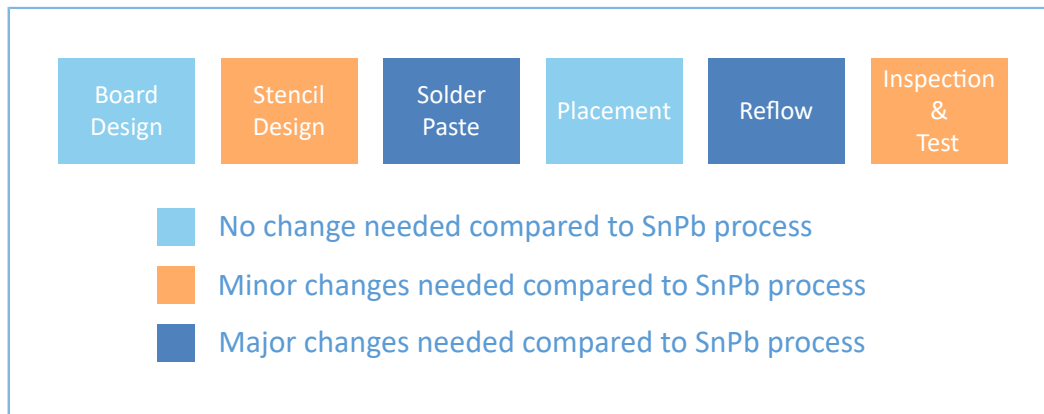 Board
Design
Stencil
Design
Solder
Paste
Placement
Reflow
Inspection
&
Test
No change needed compared to SnPb process
Minor changes needed compared to SnPb process
Major changes needed compared to SnPb process